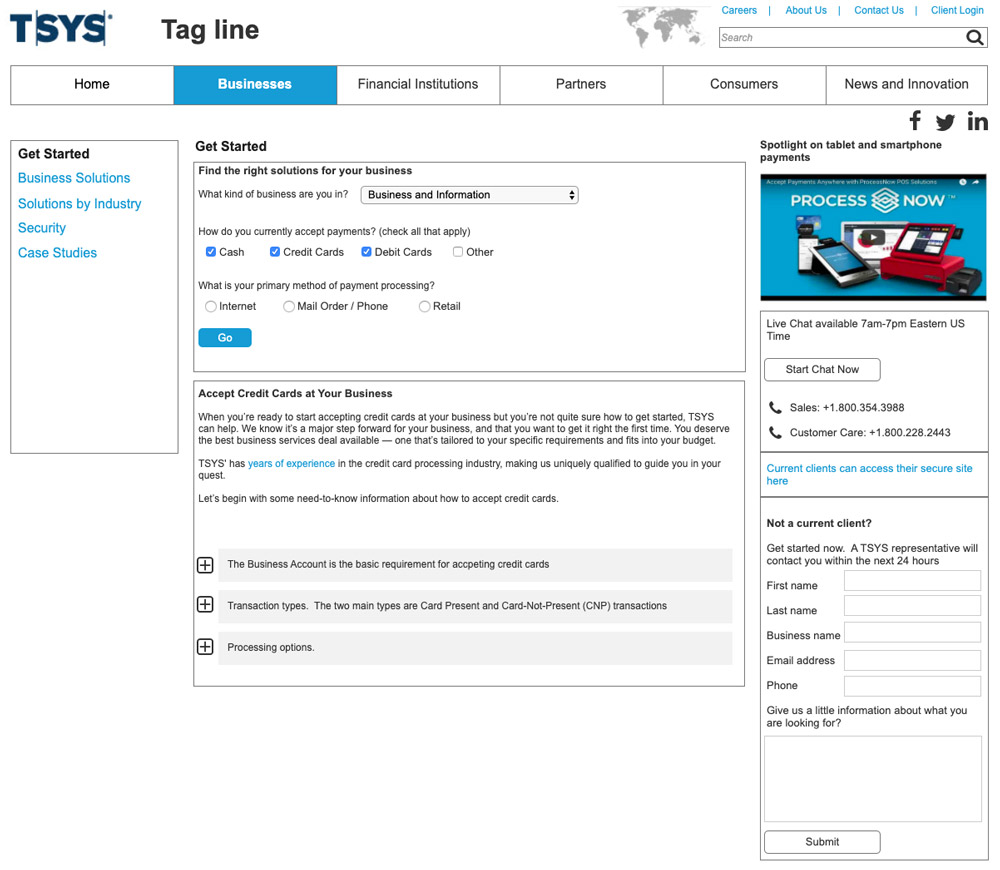 TSYS
Tag line
Careers | About Us | Contact Us | Client Login
Search
Home
Businesses
Financial Institutions
Partners
Consumers
News and Innovation
Get Started
Business Solutions
Solutions by Industry
Security
Case Studies
Get Started
Find the right solutions for your business
What kind of business are you in?
Business and Information
How do you currently accept payments? (check all that apply)
Cash
Credit Cards
Debit Cards
Other
What is your primary method of payment processing?
Internet
Mail Order / Phone
Retail
Go
Accept Credit Cards at Your Business
When you're ready to start accepting credit cards at your business but you're not quite sure how to get started, TSYS
can help. We know it's a major step forward for your business, and that you want to get it right the first time. You deserve
the best business services deal available — one that's tailored to your specific requirements and fits into your budget.
TSYS' has years of experience in the credit card processing industry, making us uniquely qualified to guide you in your
quest.
Let's begin with some need-to-know information about how to accept credit cards.
The Business Account is the basic requirement for accpeting credit cards
Transaction types.  The two main types are Card Present and Card-Not-Present (CNP) transactions
Processing options.
Spotlight on tablet and smartphone
payments
Accept Payments Anywhere with ProcessNow POS Solutions
PROCESS NOW™
Live Chat available 7am-7pm Eastern US
Time
Start Chat Now
Sales: +1.800.354.3988
Customer Care: +1.800.228.2443
Current clients can access their secure site
here
Not a current client?
Get started now.  A TSYS representative will
contact you within the next 24 hours
First name
Last name
Business name
Email address
Phone
Give us a little information about what you
are looking for?
Submit